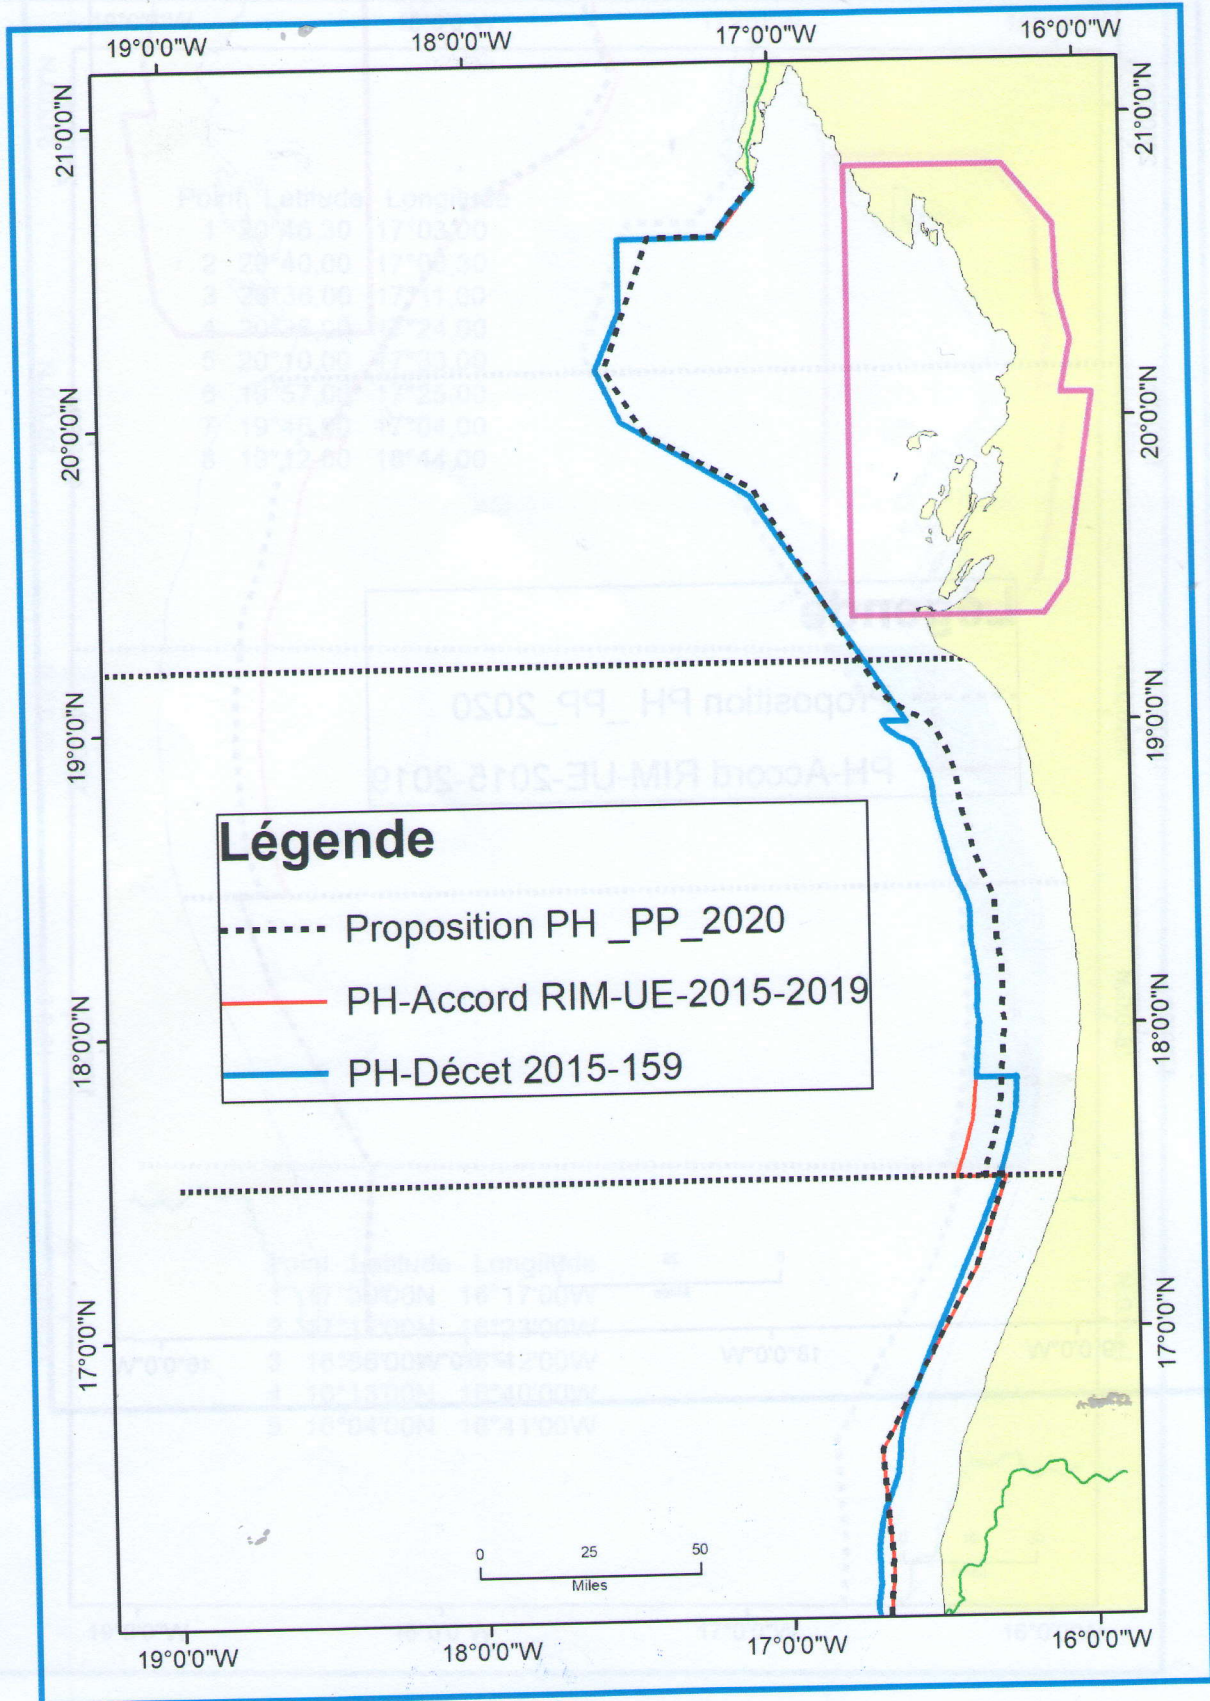 19°0'0"W 18°0'0"W 17°0'0"W 16°0'0"W
21°0'0"N 21°0'0"N
20°0'0"N 20°0'0"N
19°0'0"N 19°0'0"N
Légende
Proposition PH _PP_2020
PH-Accord RIM-UE-2015-2019
PH-Décet 2015-159
18°0'0"N 18°0'0"N
17°0'0"N 17°0'0"N
0 25 50
Miles
19°0'0"W 18°0'0"W 17°0'0"W 16°0'0"W